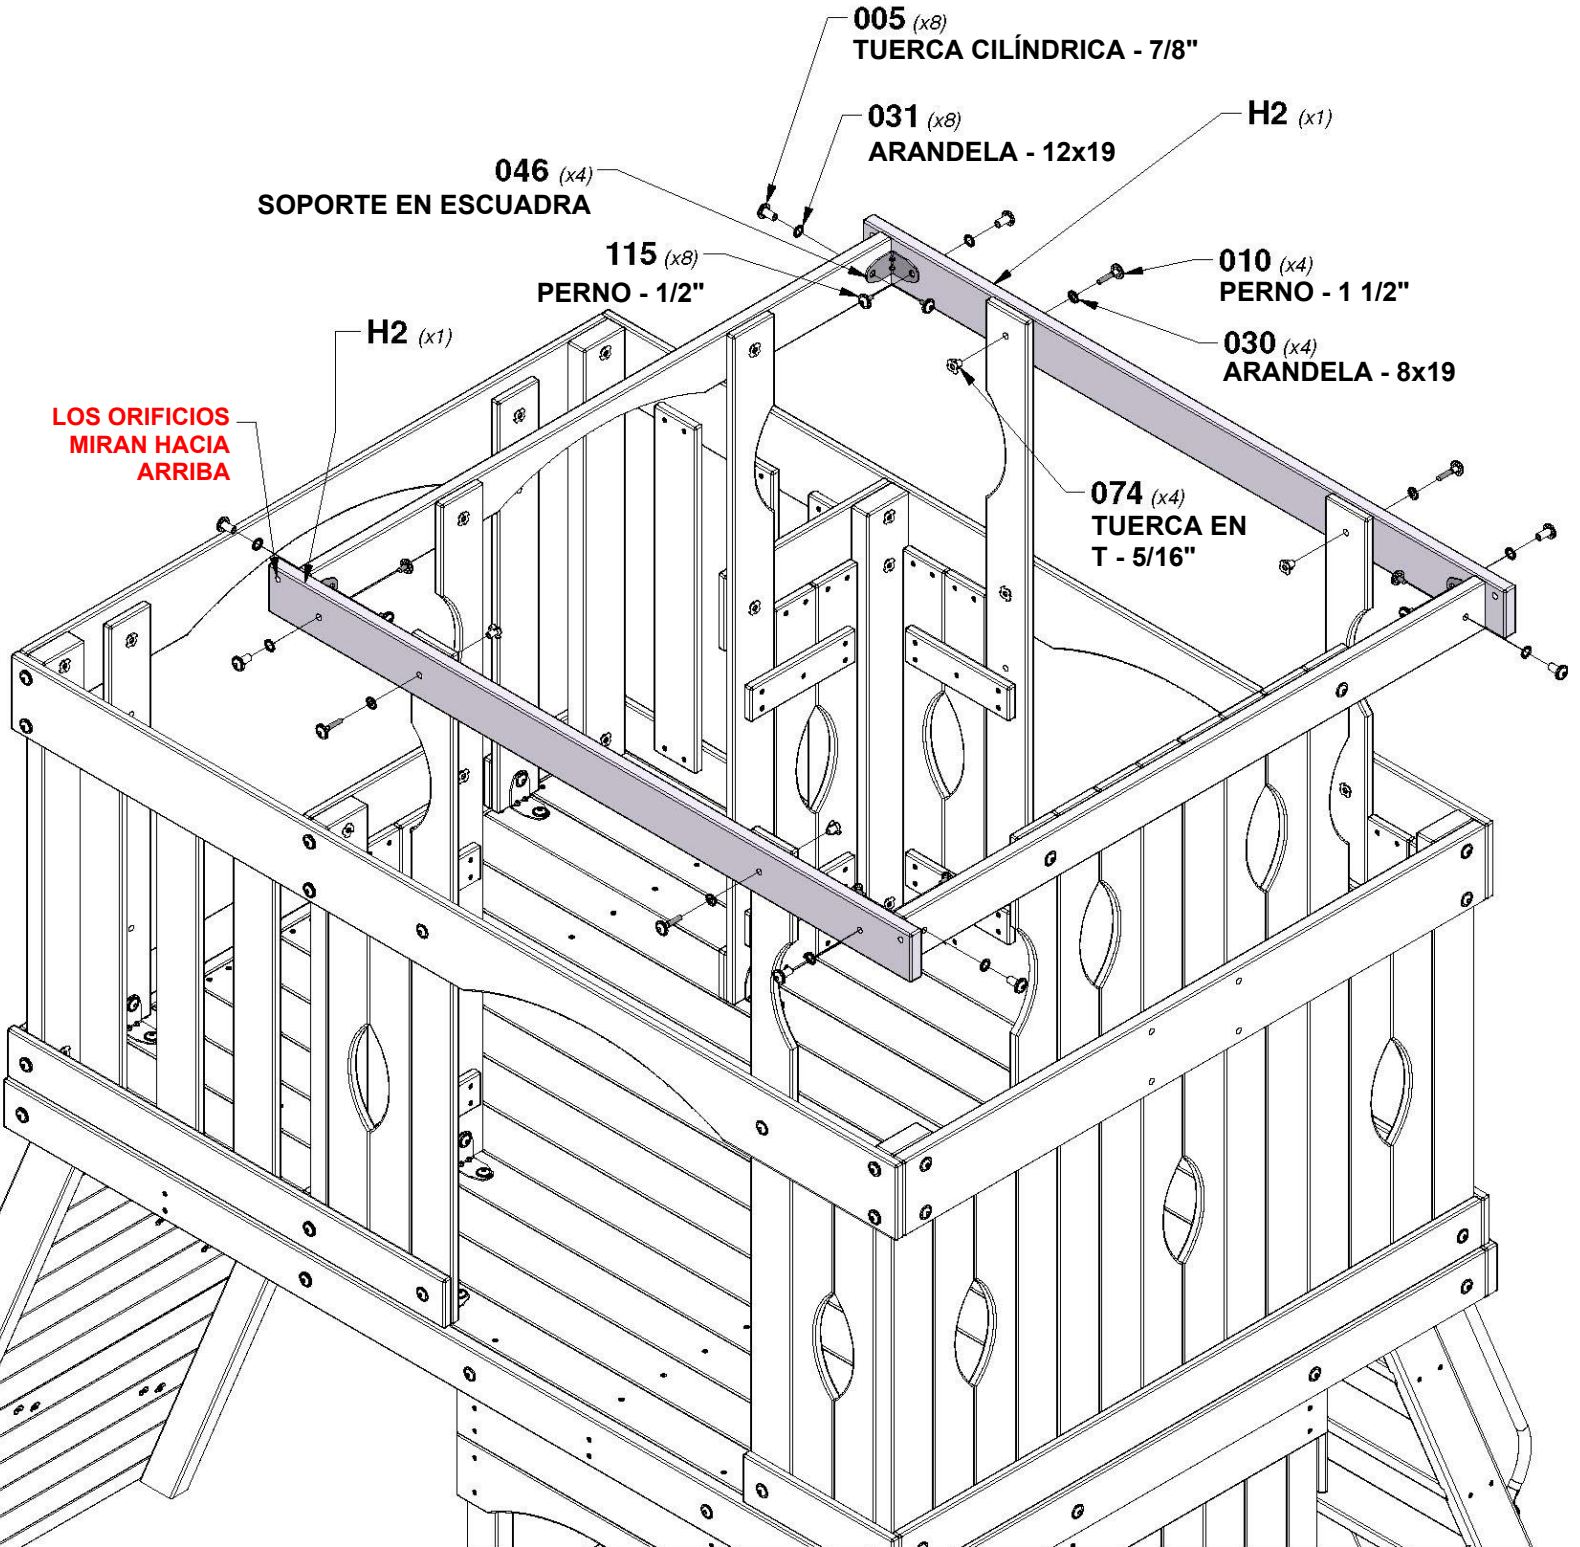 005 (x8)
TUERCA CILÍNDRICA - 7/8"
031 (x8)
ARANDELA - 12x19
H2 (x1)
046 (x4)
SOPORTE EN ESCUADRA
115 (x8)
PERNO - 1/2"
010 (x4)
PERNO - 1 1/2"
H2 (x1)
030 (x4)
ARANDELA - 8x19
LOS ORIFICIOS
MIRAN HACIA
ARRIBA
074 (x4)
TUERCA EN
T - 5/16"